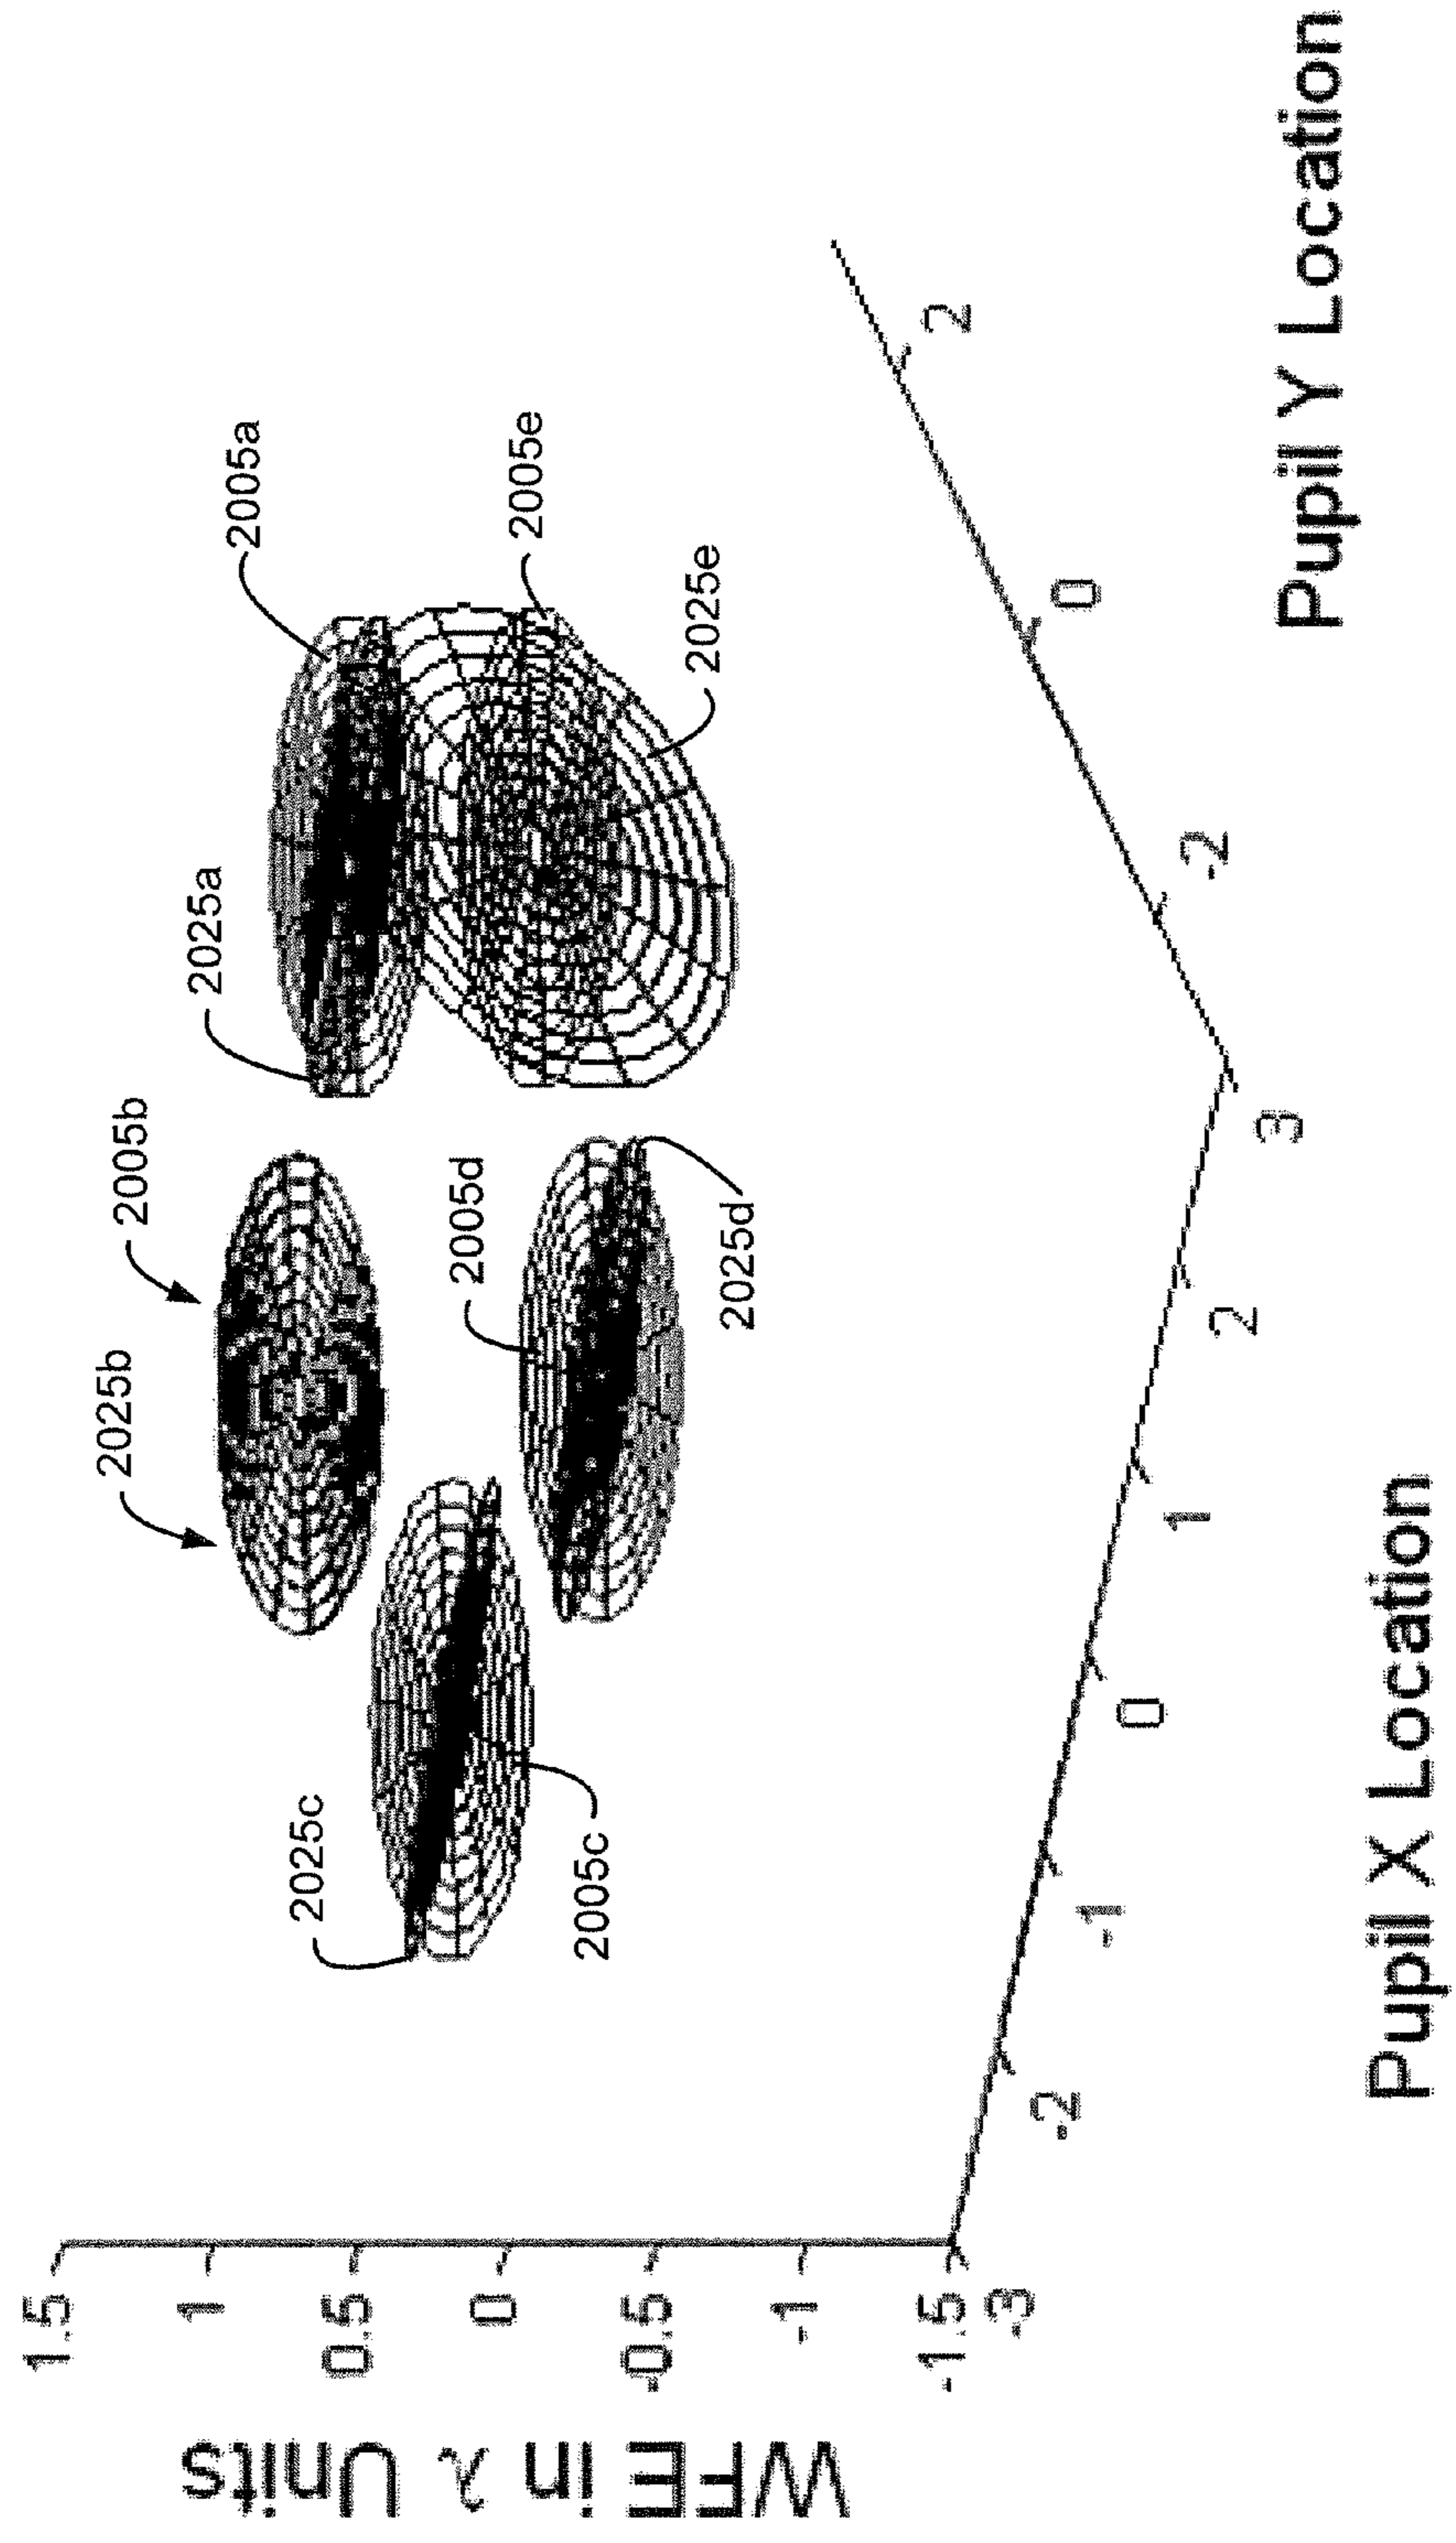 WFE in λ Units
1.5
1
0.5
0
-0.5
-1
-1.5
2025b
2005b
2025a
2005a
2025c
2005d
2005e
2005c
2025d
2025e
-3
-2
-1
0
1
2
3
-2
0
2
Pupil X Location
Pupil Y Location